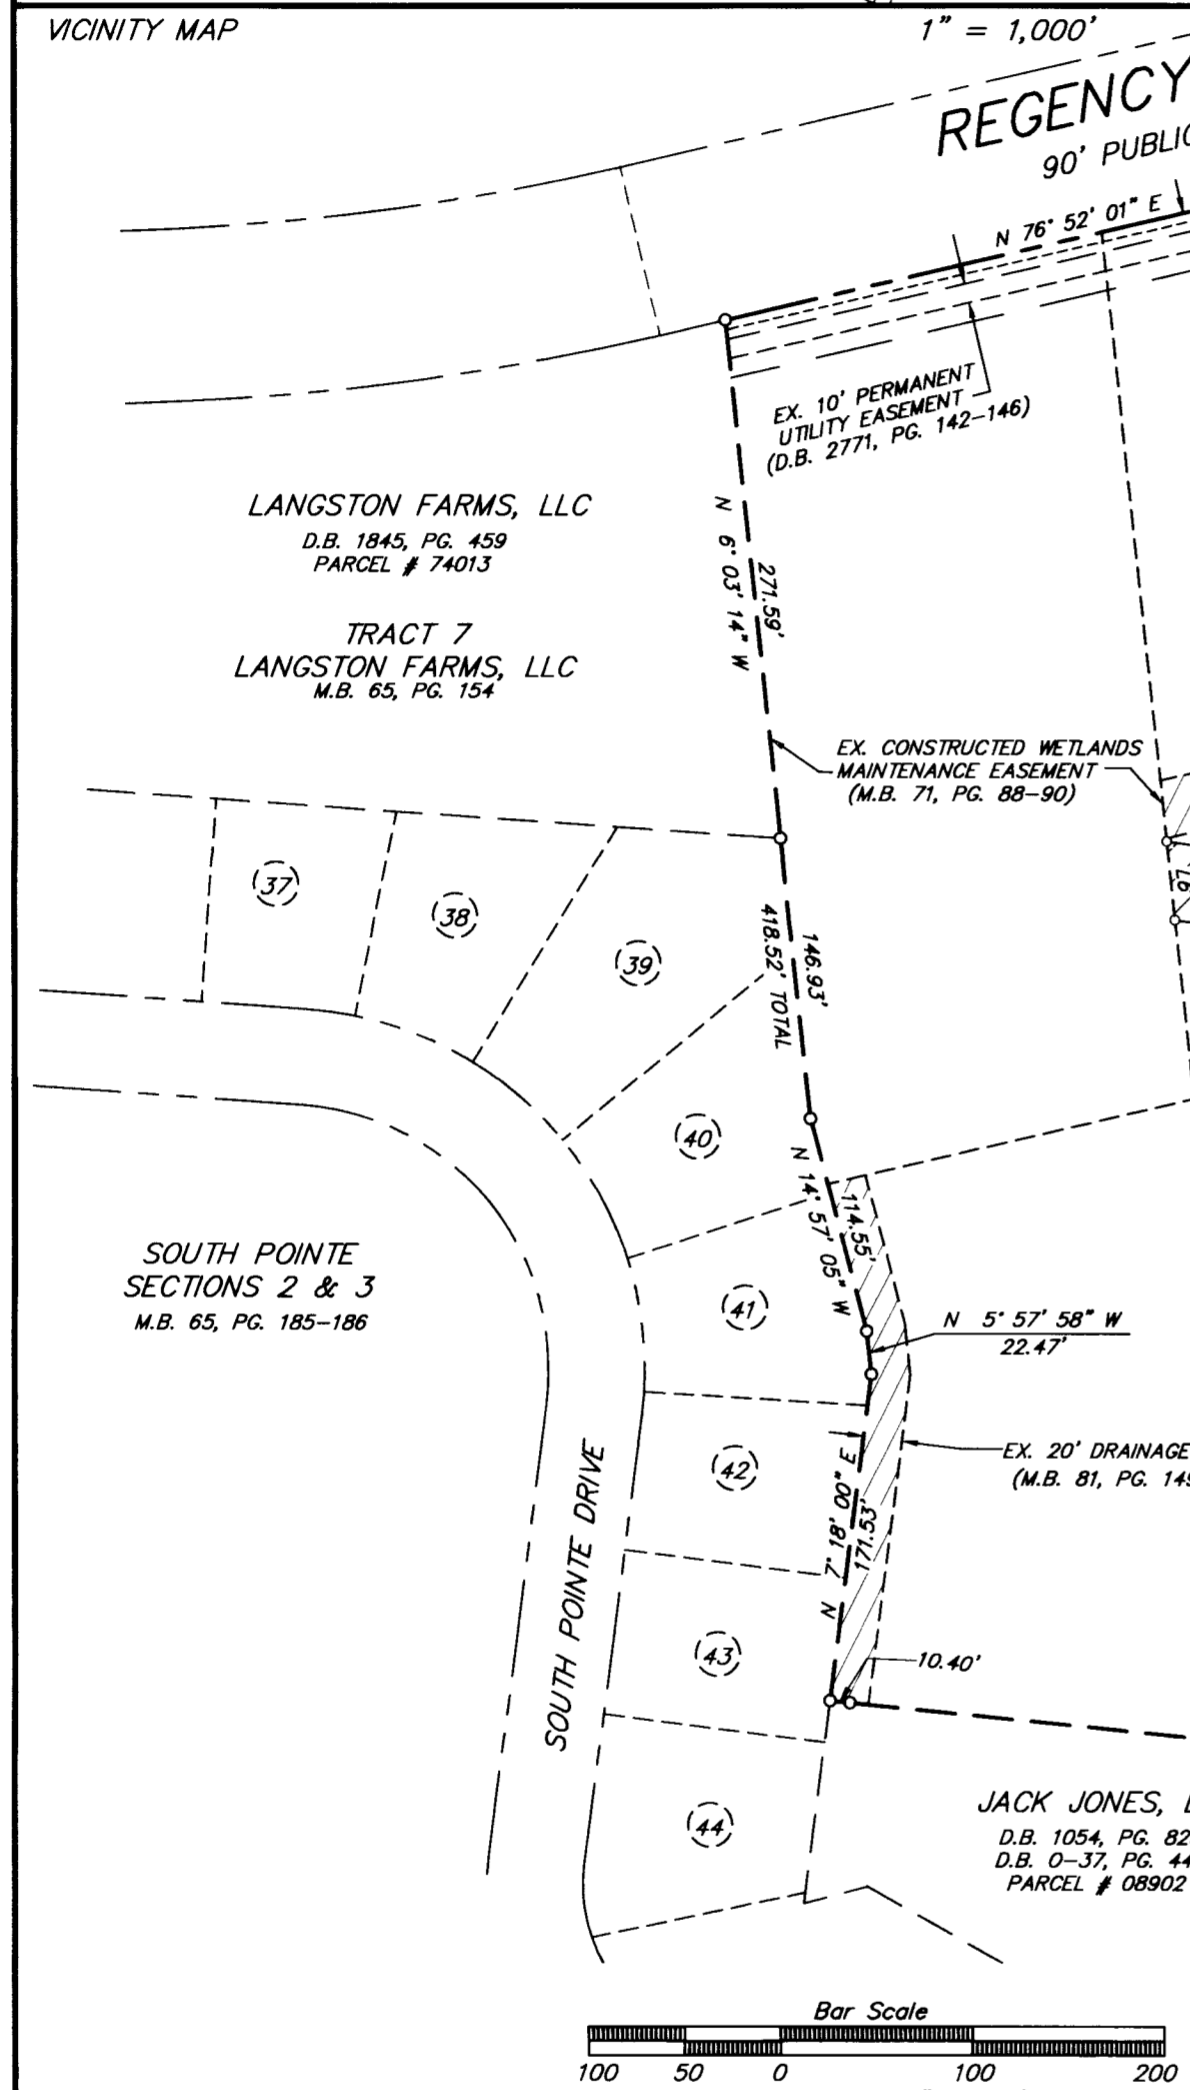 VICINITY MAP
1" = 1,000'
REGENCY
90' PUBLIC
N 76° 52' 01" E
EX. 10' PERMANENT
UTILITY EASEMENT
(D.B. 2771, PG. 142-146)
LANGSTON FARMS, LLC
D.B. 1845, PG. 459
PARCEL # 74013
N 6° 03' 14" W
271.59'
TRACT 7
LANGSTON FARMS, LLC
M.B. 65, PG. 154
EX. CONSTRUCTED WETLANDS
MAINTENANCE EASEMENT
(M.B. 71, PG. 88-90)
37
38
39
146.93'
418.52' TOTAL
40
N 14° 57' 05" W
114.55'
SOUTH POINTE
SECTIONS 2 & 3
M.B. 65, PG. 185-186
41
N 5° 57' 58" W
22.47'
42
EX. 20' DRAINAGE
(M.B. 81, PG. 149
N 7° 18' 00" E
171.53'
SOUTH POINTE DRIVE
43
10.40'
44
JACK JONES,
D.B. 1054, PG. 82
D.B. O-37, PG. 44
PARCEL # 08902
Bar Scale
100 50 0 100 200